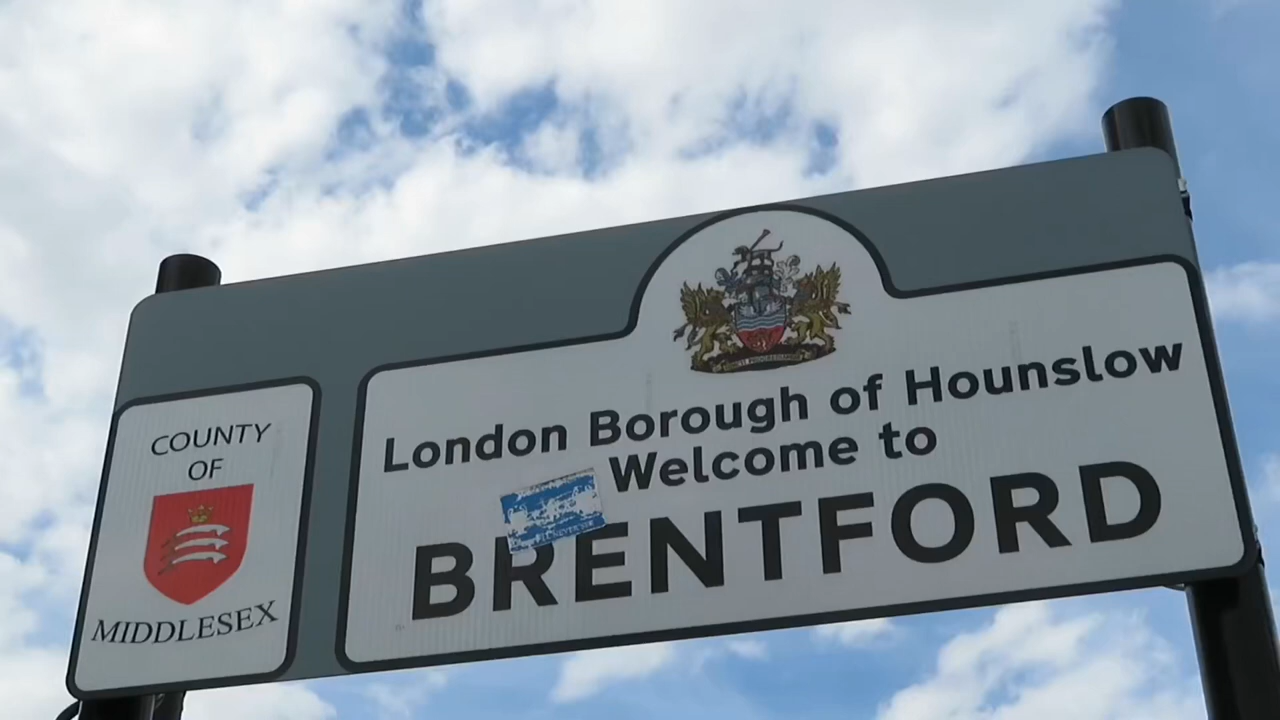 COUNTY
OF
MIDDLESEX
London Borough of Hounslow
Welcome to
BRENTFORD